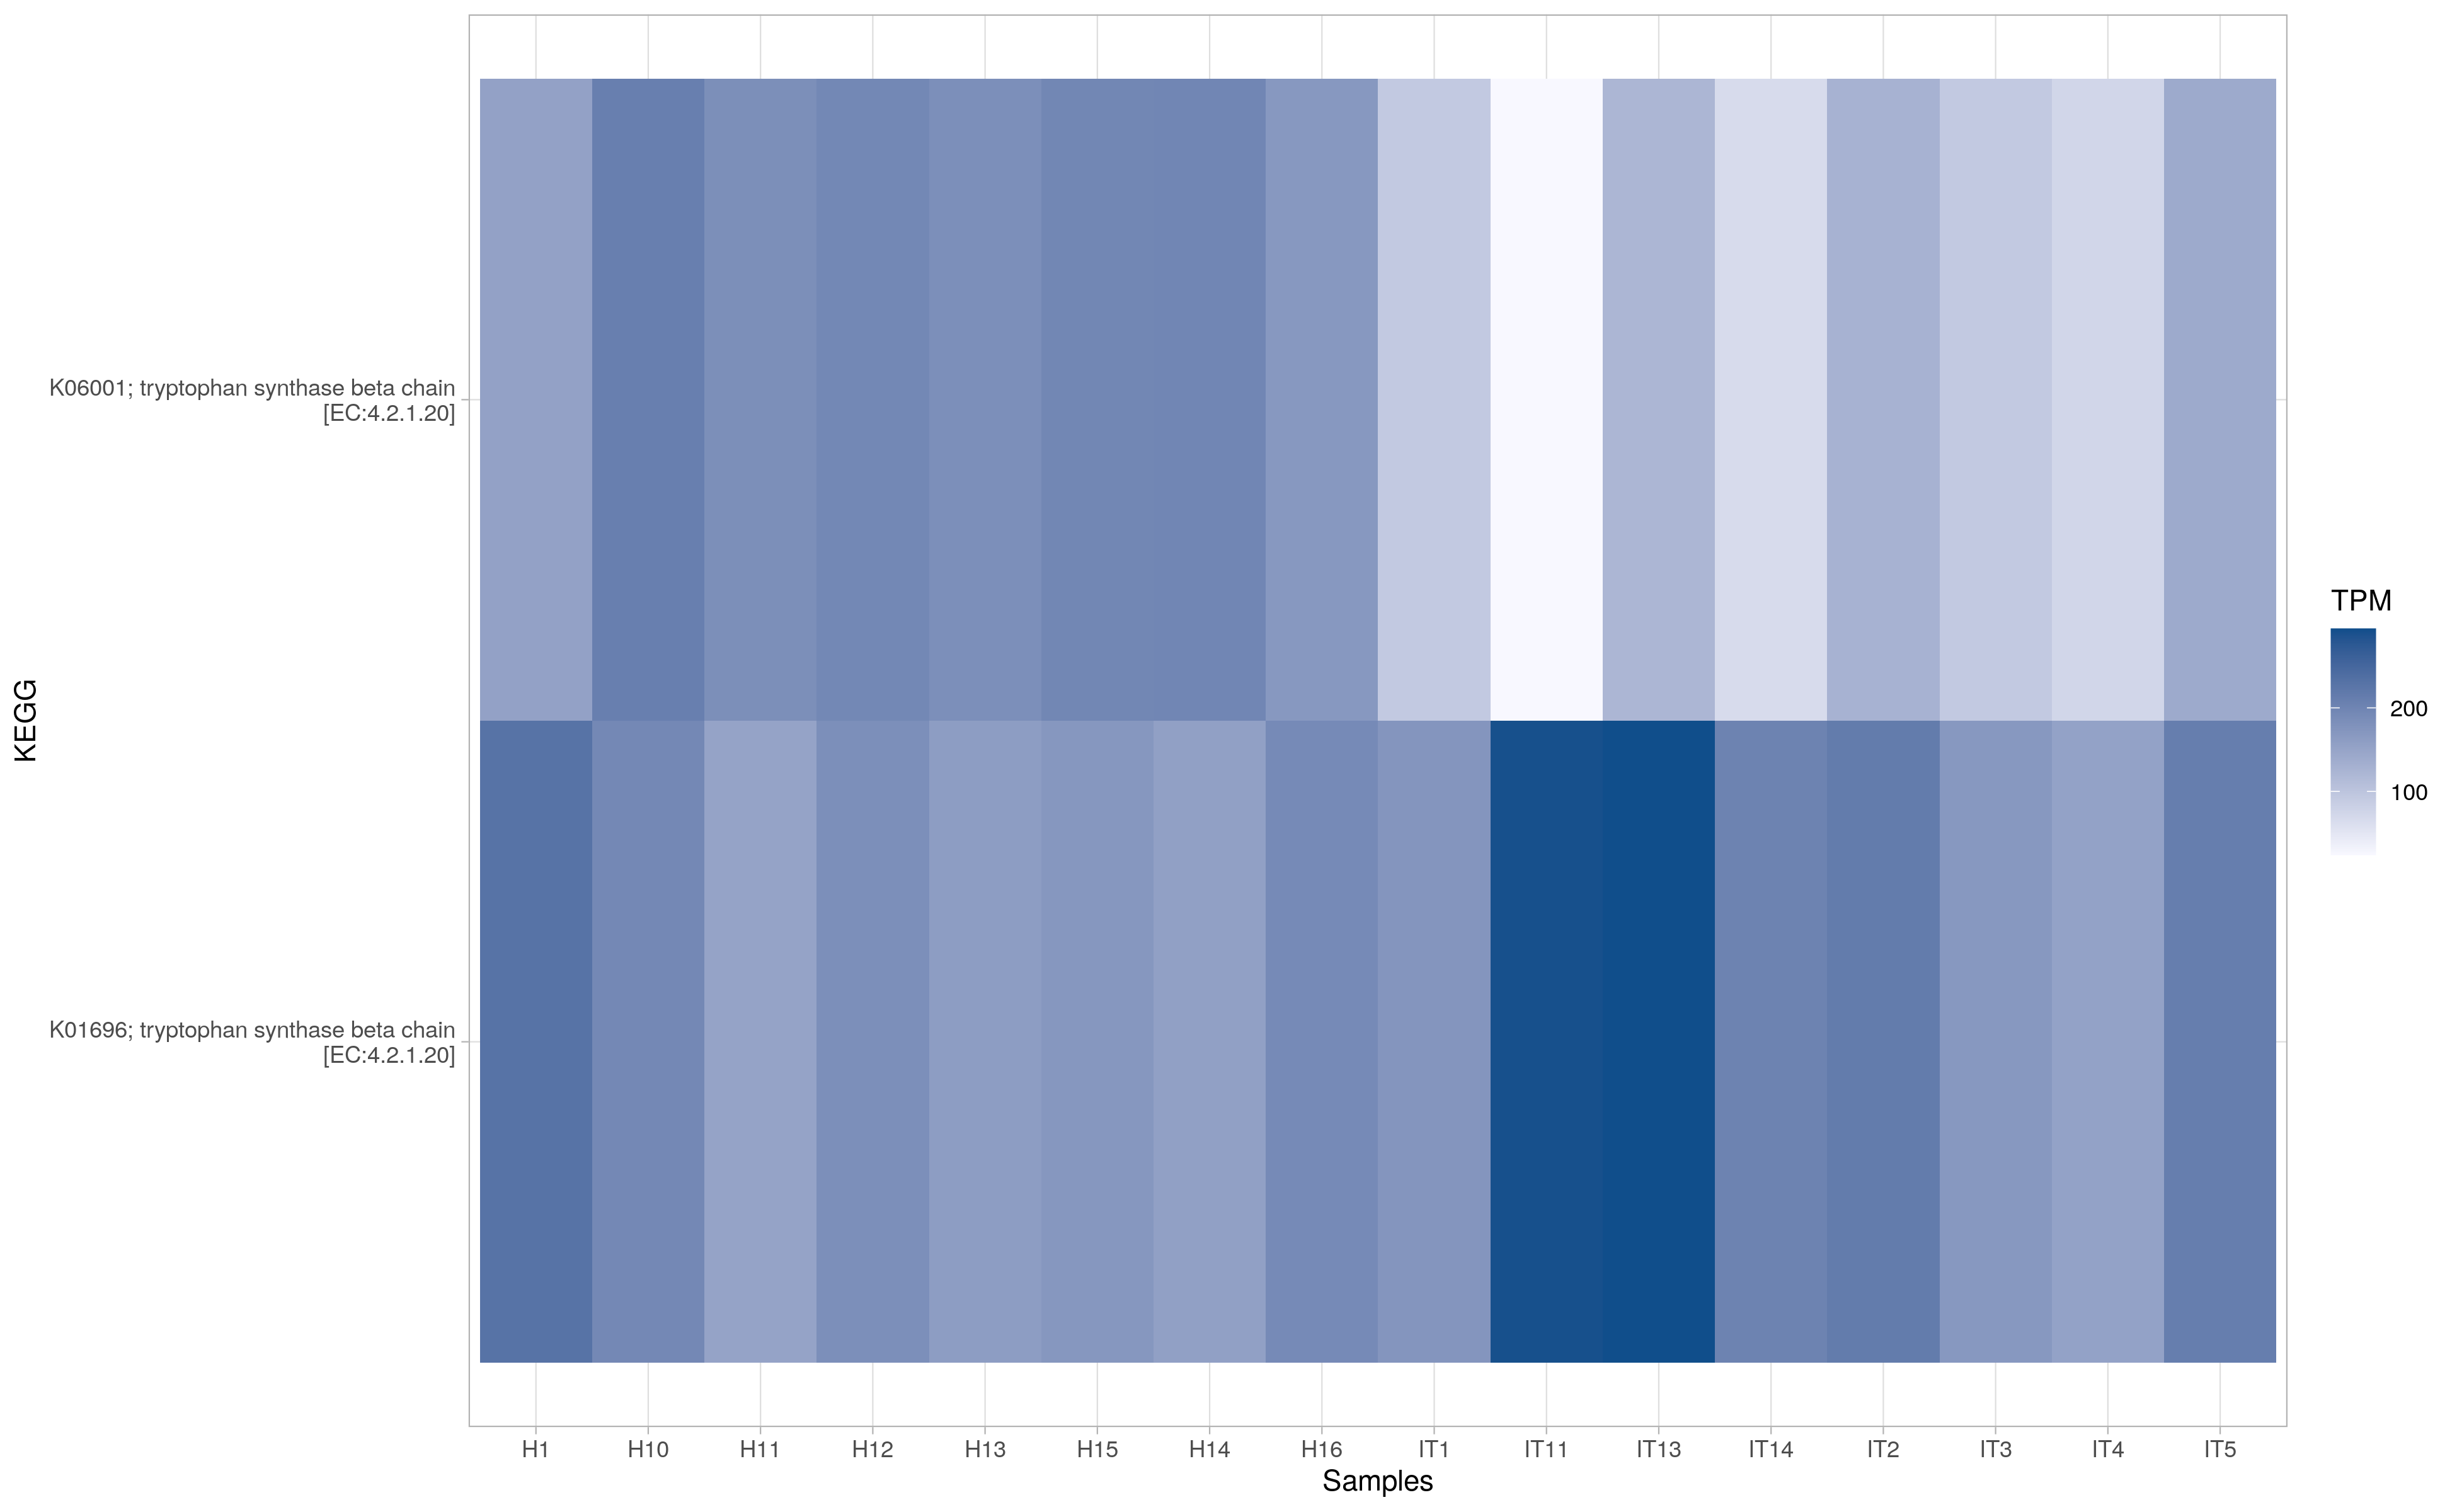 K06001; tryptophan synthase beta chain
[EC:4.2.1.20]
KEGG
K01696; tryptophan synthase beta chain
[EC:4.2.1.20]
H1 H10 H11 H12 H13 H15 H14 H16 IT1 IT11 IT13 IT14 IT2 IT3 IT4 IT5
Samples
TPM
200
100